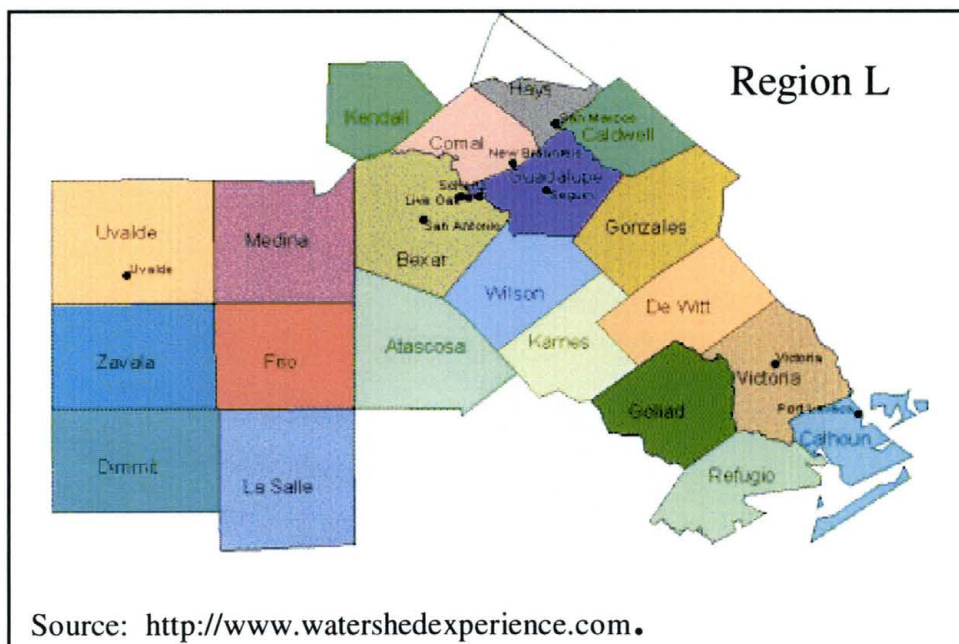 Region L
Hays
San Marcos
Kendall
Caldwell
Comal
New Braunfels
Guadalupe
Seguin
Live Oak
San Antonio
Bexar
Gonzales
Uvalde
Uvalde
Medina
Wilson
De Witt
Zavala
Frio
Atascosa
Karnes
Victoria
Victoria
Goliad
Port Lavaca
Calhoun
Dimmit
La Salle
Refugio
Source: http://www.watershedexperience.com.